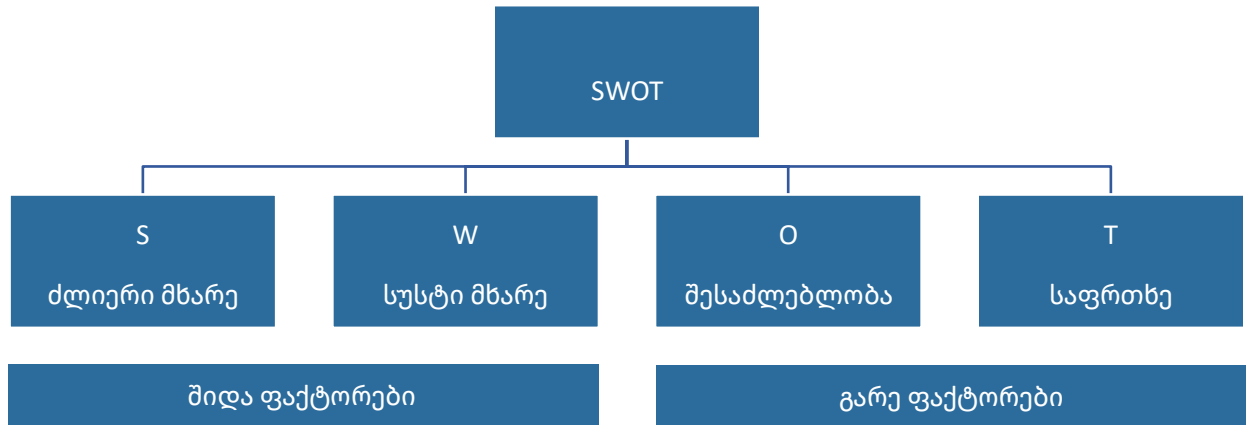 SWOT
S
ძლიერი მხარე
W
სუსტი მხარე
O
შესაძლებლობა
T
საფრთხე
შიდა ფაქტორები
გარე ფაქტორები